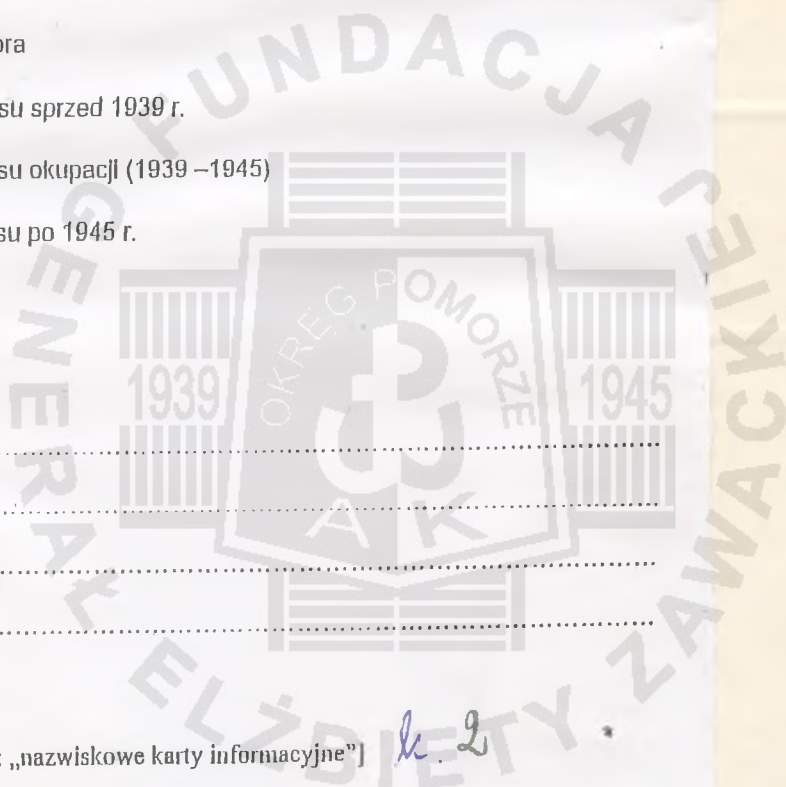 ora
su sprzed 1939 r.
su okupacji (1939 –1945)
su po 1945 r.
: „nazwiskowe karty informacyjne”] k. 2
FUNDACJA GENERAŁ ELŻBIETY ZAWACKIEJ
OKRĘG POMORZE
1939
1945
AK